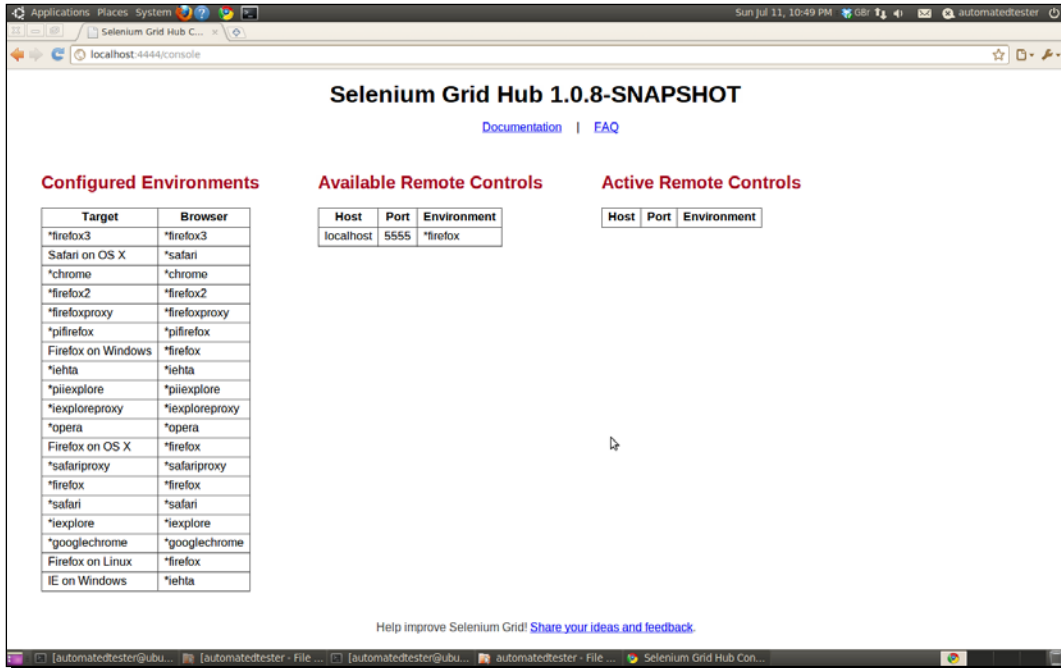 Applications Places System
Sun Jul 11, 10:49 PM GBr automatedtester
Selenium Grid Hub C...
localhost:4444/console
Selenium Grid Hub 1.0.8-SNAPSHOT
Documentation | FAQ
Configured Environments
Target Browser
*firefox3 *firefox3
Safari on OS X *safari
*chrome *chrome
*firefox2 *firefox2
*firefoxproxy *firefoxproxy
*pifirefox *pifirefox
Firefox on Windows *firefox
*iehta *iehta
*piiexplore *piiexplore
*iexploreproxy *iexploreproxy
*opera *opera
Firefox on OS X *firefox
*safariproxy *safariproxy
*firefox *firefox
*safari *safari
*iexplore *iexplore
*googlechrome *googlechrome
Firefox on Linux *firefox
IE on Windows *iehta
Available Remote Controls
Host Port Environment
localhost 5555 *firefox
Active Remote Controls
Host Port Environment
Help improve Selenium Grid! Share your ideas and feedback.
[automatedtester@ubu... [automatedtester - File ... [automatedtester@ubu... automatedtester - File ... Selenium Grid Hub Con...